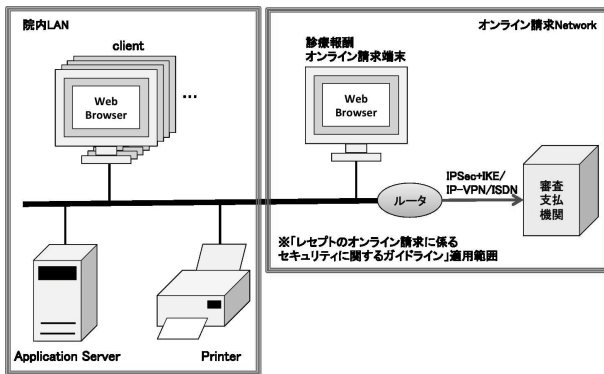 院内LAN
client
Web
Browser
…
Application Server
Printer
オンライン請求Network
診療報酬
オンライン請求端末
Web
Browser
ルータ
IPSec+IKE/
IP-VPN/ISDN
審査
支払
機関
※「レセプトのオンライン請求に係る
セキュリティに関するガイドライン」適用範囲